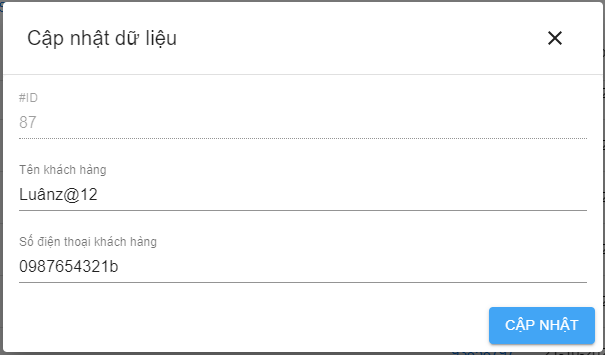 Cập nhật dữ liệu
#ID
87
Tên khách hàng
Luânz@12
Số điện thoại khách hàng
0987654321b
CẬP NHẬT